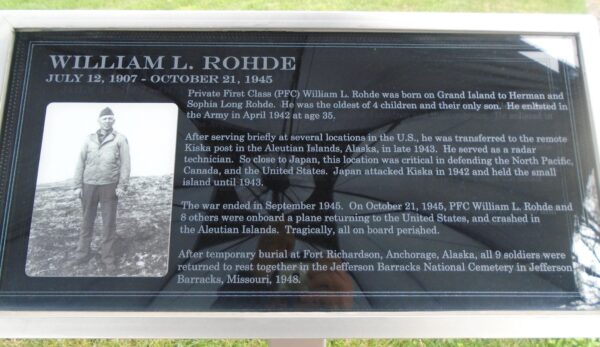 WILLIAM L. ROHDE
JULY 12, 1907 - OCTOBER 21, 1945
Private First Class (PFC) William L. Rohde was born on Grand Island to Herman and
Sophia Long Rohde. He was the oldest of 4 children and their only son. He enlisted in
the Army in April 1942 at age 35.
After serving briefly at several locations in the U.S., he was transferred to the remote
Kiska post in the Aleutian Islands, Alaska, in late 1943. He served as a radar
technician. So close to Japan, this location was critical in defending the North Pacific,
Canada, and the United States. Japan attacked Kiska in 1942 and held the small
island until 1943.
The war ended in September 1945. On October 21, 1945, PFC William L. Rohde and
8 others were onboard a plane returning to the United States, and crashed in
the Aleutian Islands. Tragically, all on board perished.
After temporary burial at Fort Richardson, Anchorage, Alaska, all 9 soldiers were
returned to rest together in the Jefferson Barracks National Cemetery in Jefferson
Barracks, Missouri, 1948.